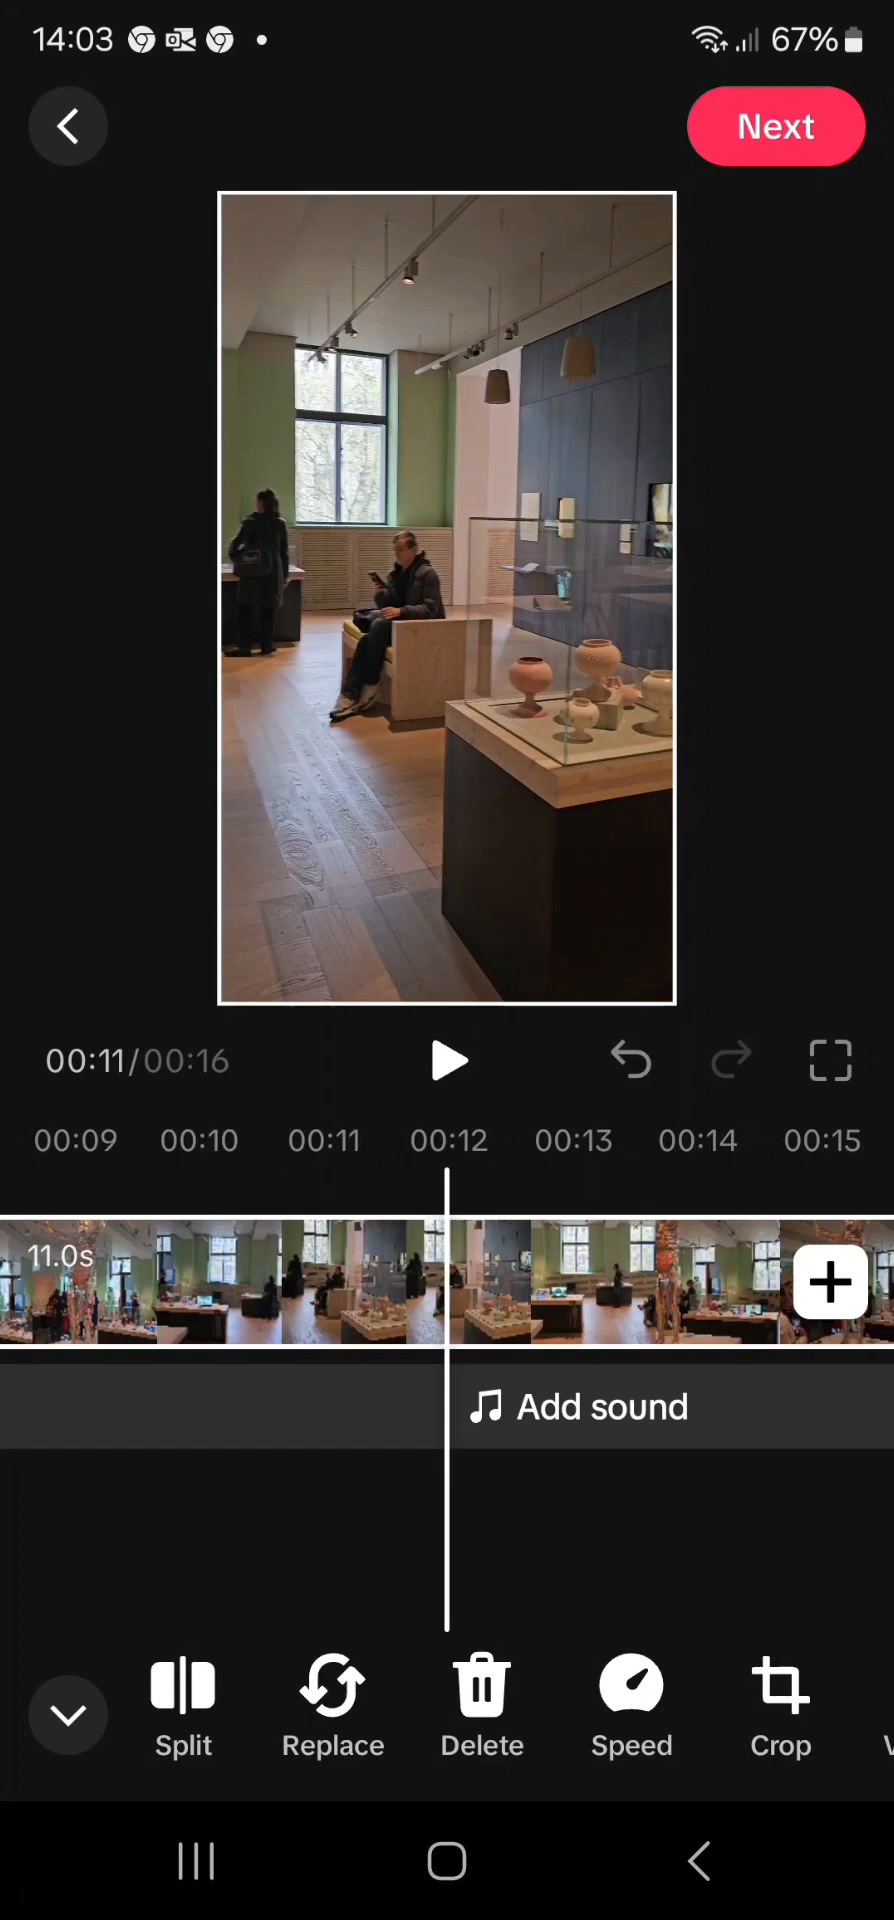 14:03 67%
Next
00:11/00:16
00:09 00:10 00:11 00:12 00:13 00:14 00:15
11.0s
Add sound
Split Replace Delete Speed Crop